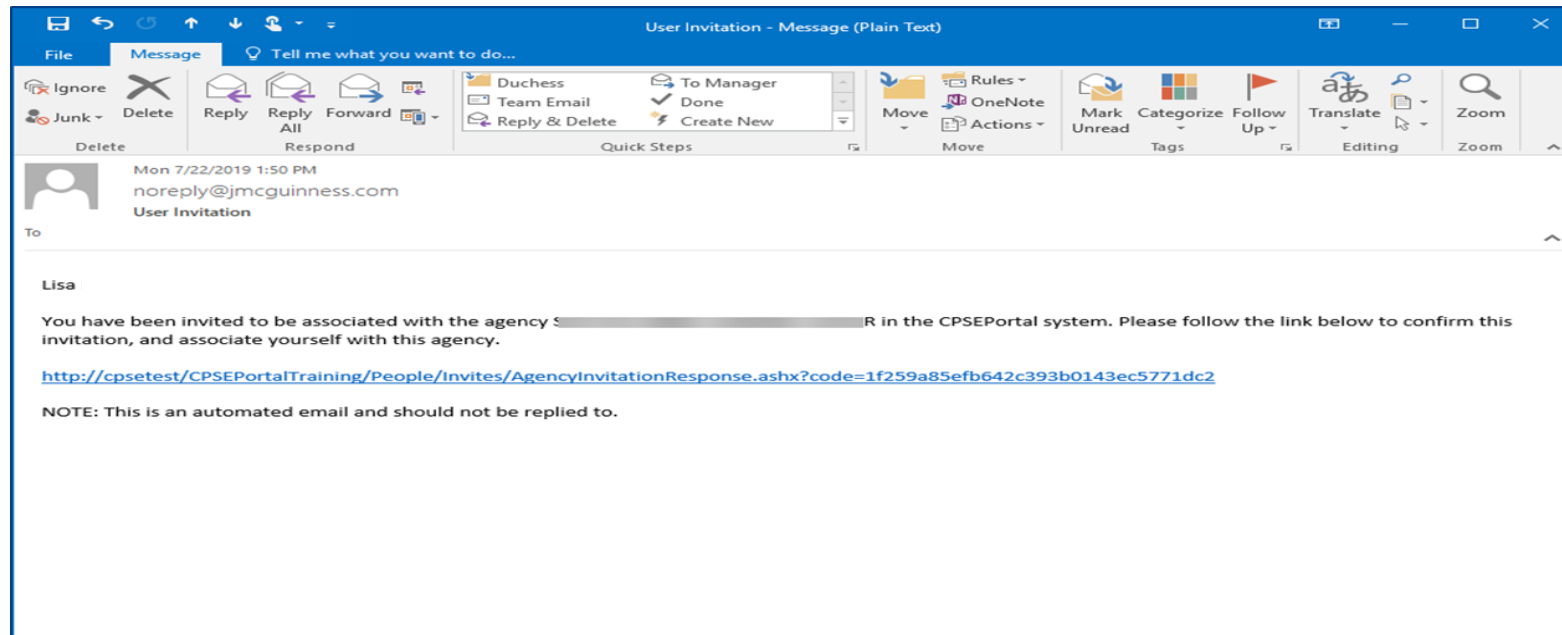 User Invitation - Message (Plain Text)
File Message Tell me what you want to do...
Ignore
Junk
Delete
Reply
Reply All
Forward
Duchess
Team Email
Reply & Delete
To Manager
Done
Create New
Move
Rules
OneNote
Actions
Mark Unread
Categorize
Follow Up
Translate
Zoom
Delete Respond Quick Steps Move Tags Editing Zoom
Mon 7/22/2019 1:50 PM
noreply@jmcguinness.com
User Invitation
To
Lisa
You have been invited to be associated with the agency in the CPSEPortal system. Please follow the link below to confirm this
invitation, and associate yourself with this agency.
http://cpsetest/CPSEPortalTraining/People/Invites/AgencyInvitationResponse.ashx?code=1f259a85efb642c393b0143ec5771dc2
NOTE: This is an automated email and should not be replied to.